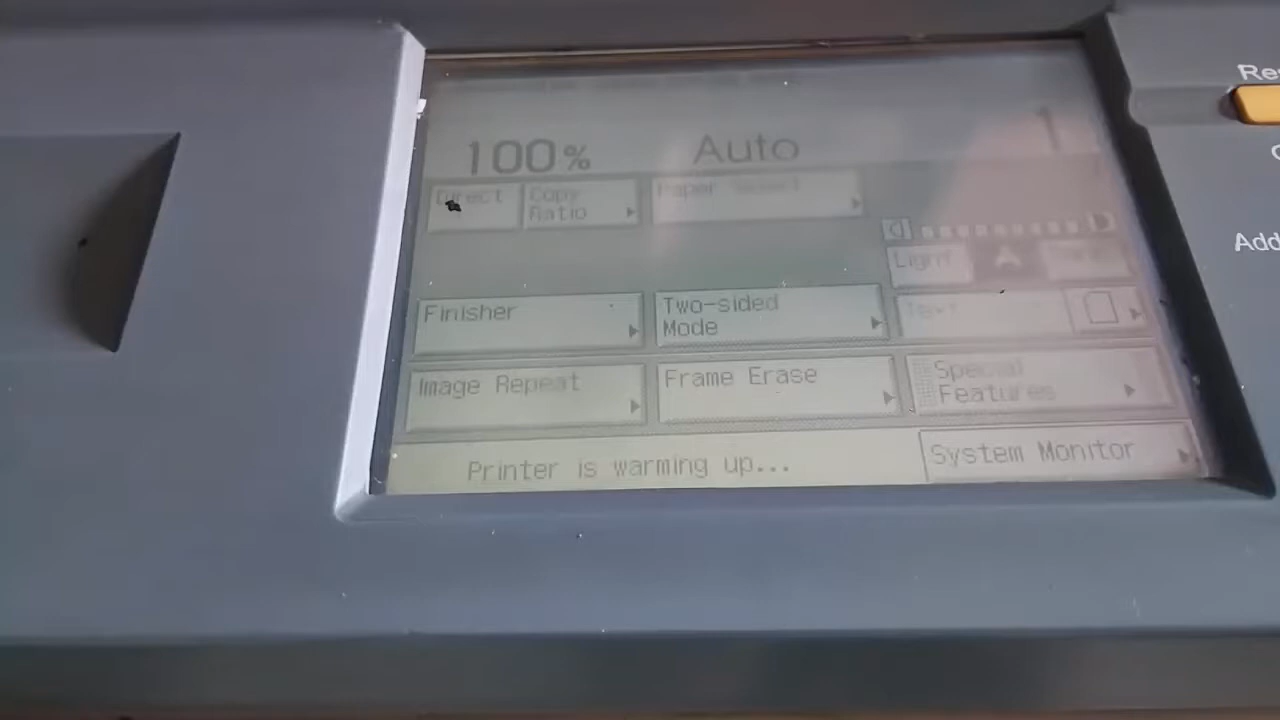 100% Auto 1
Direct Copy Ratio Paper Select
Light A
Finisher Two-sided Mode Text
Image Repeat Frame Erase Special Features
Printer is warming up... System Monitor